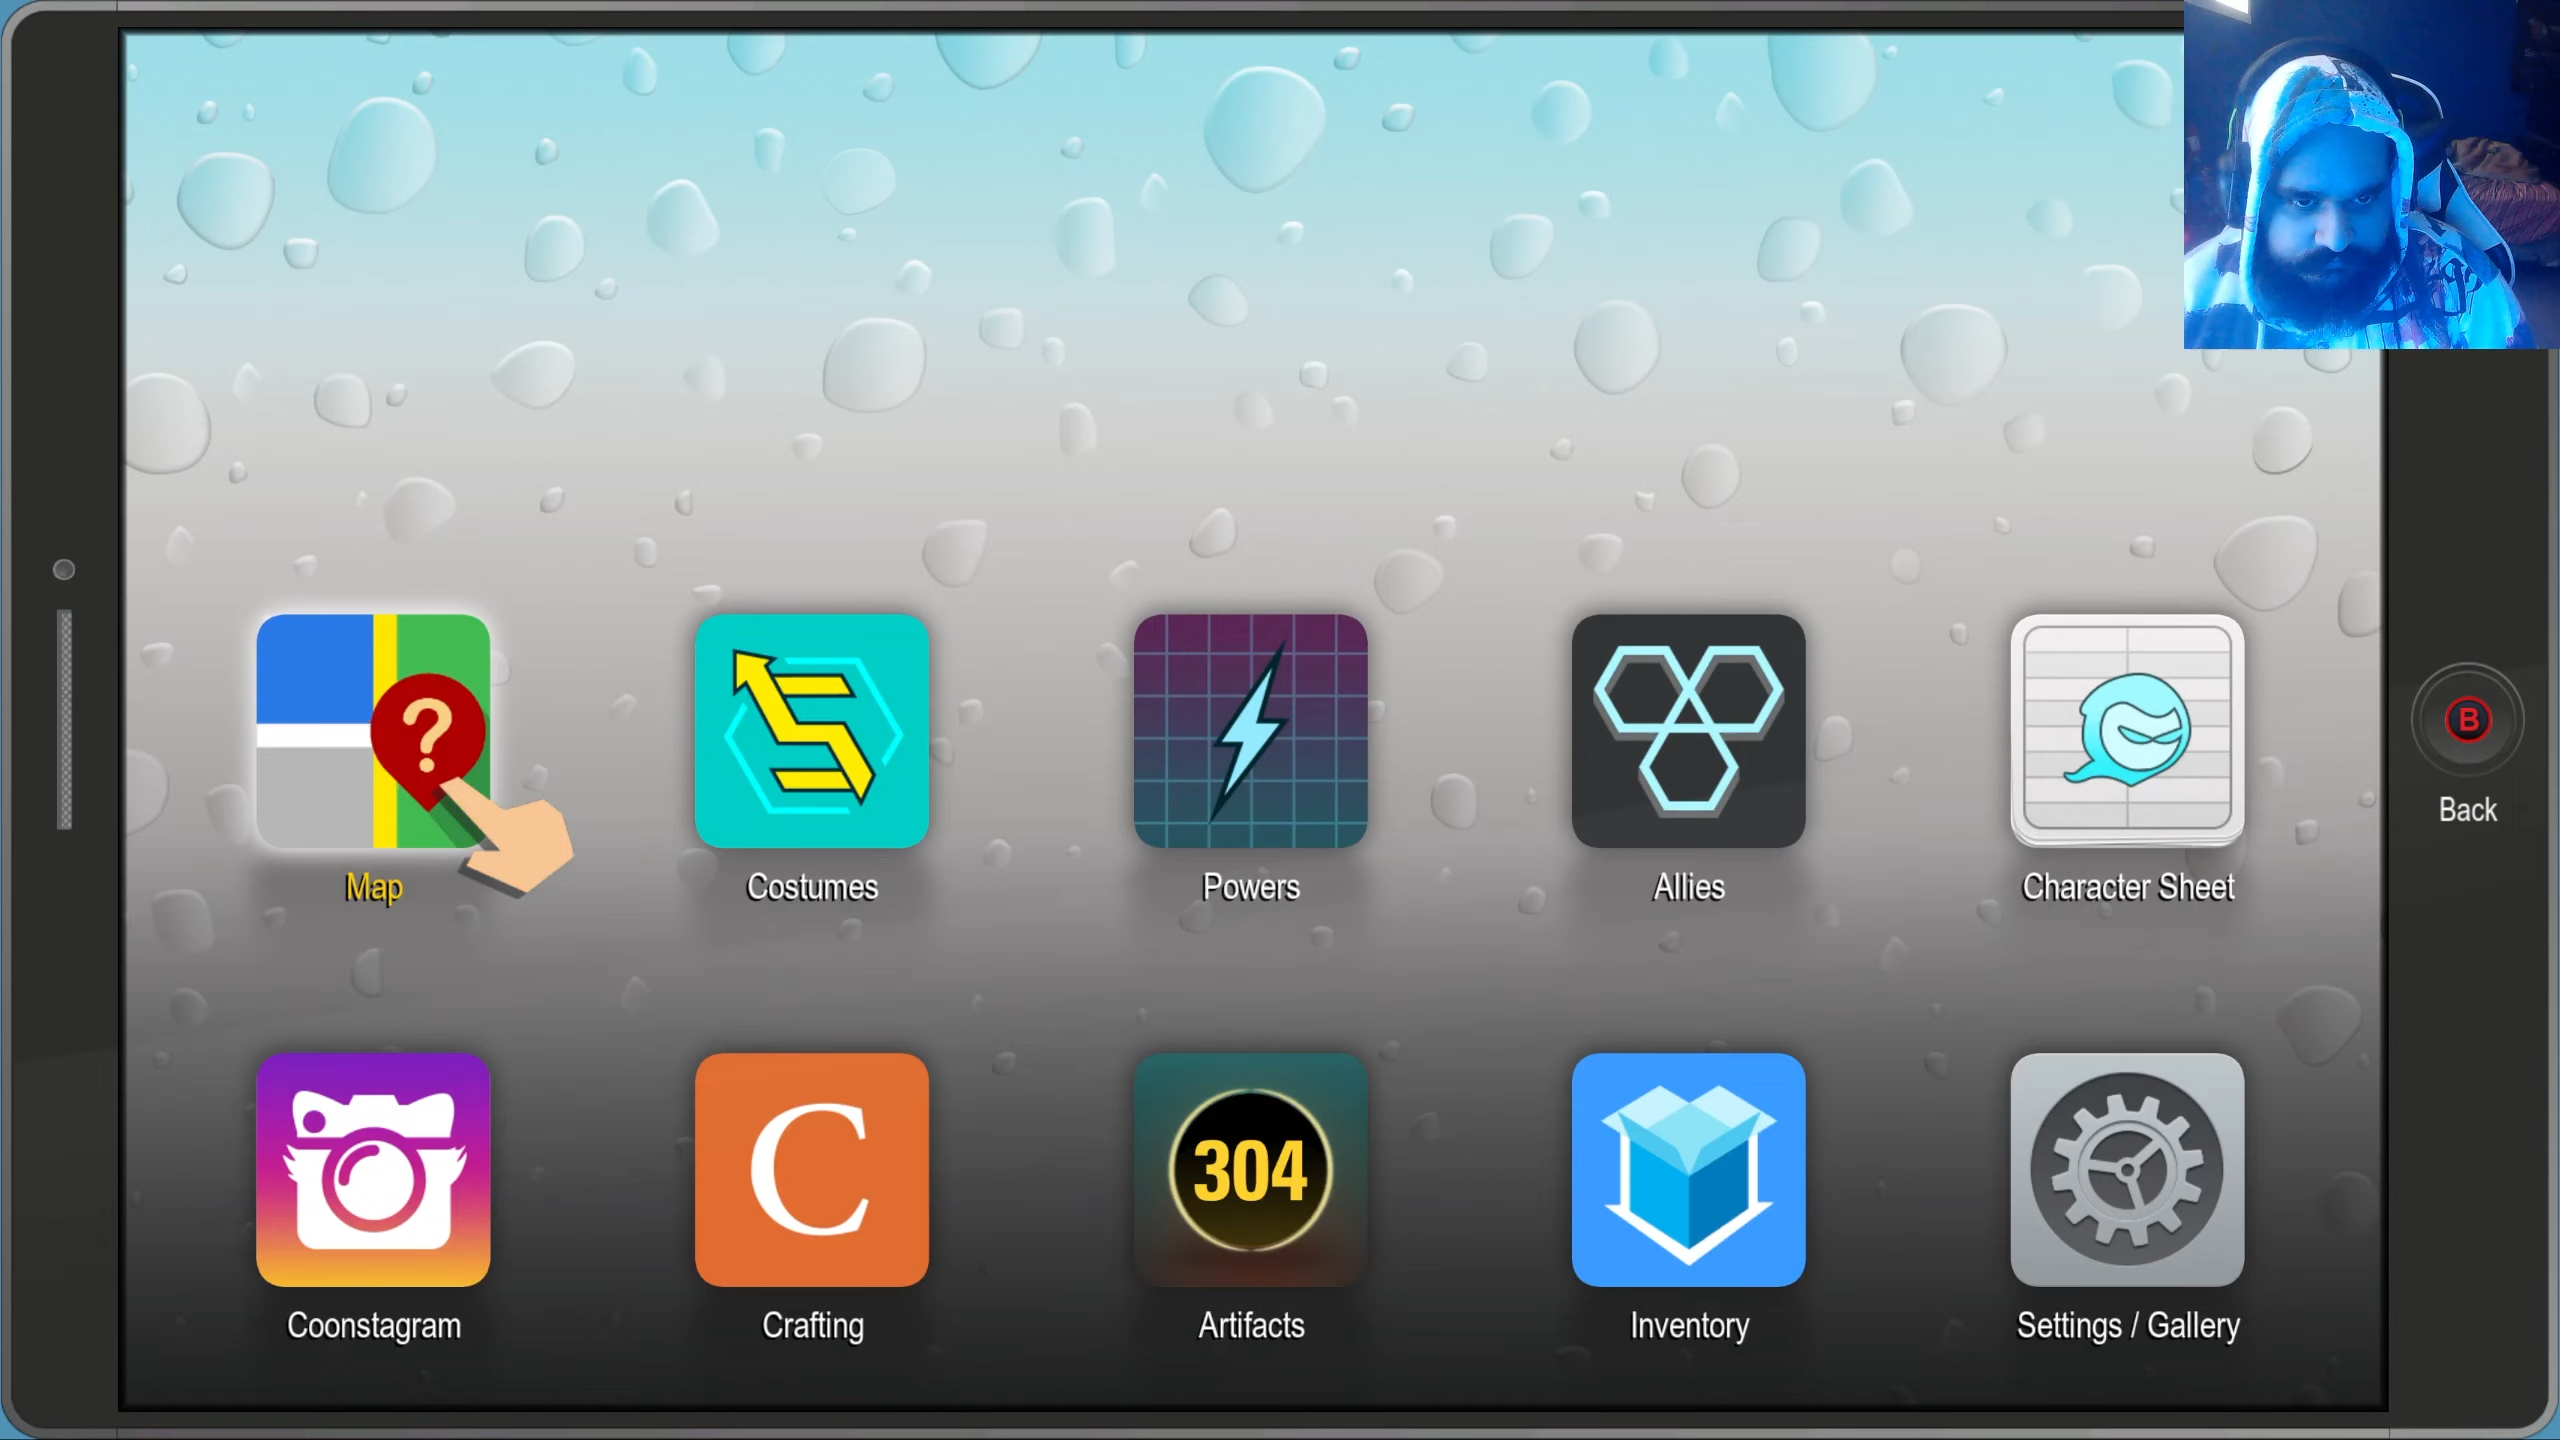 ?
Map
Costumes
Powers
Allies
Character Sheet
B
Back
Coonstagram
C
Crafting
304
Artifacts
Inventory
Settings / Gallery